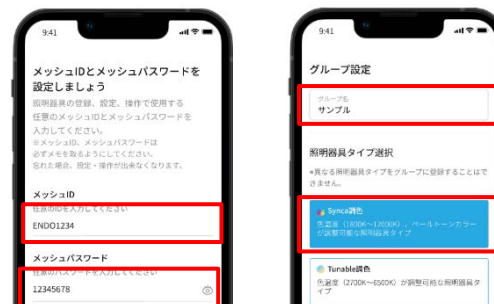 9:41
メッシュIDとメッシュパスワードを
設定しましょう
照明器具の登録、設定、操作で使用する
任意のメッシュIDとメッシュパスワードを
入力してください。
※メッシュID、メッシュパスワードは
必ずメモを取るようにしてください。
忘れた場合、設定・操作が出来なくなります。
メッシュID
任意のIDを入力してください
ENDO1234
メッシュパスワード
任意のパスワードを入力してください
12345678
9:41
グループ設定
グループ名
サンプル
照明器具タイプ選択
※異なる照明器具タイプをグループに登録することはで
きません。
Synca調色
色温度（1800K〜12000K）、ペールトーンカラー
が調整可能な照明器具タイプ
Tunable調色
色温度（2700K〜6500K）が調整可能な照明器具タ
イプ